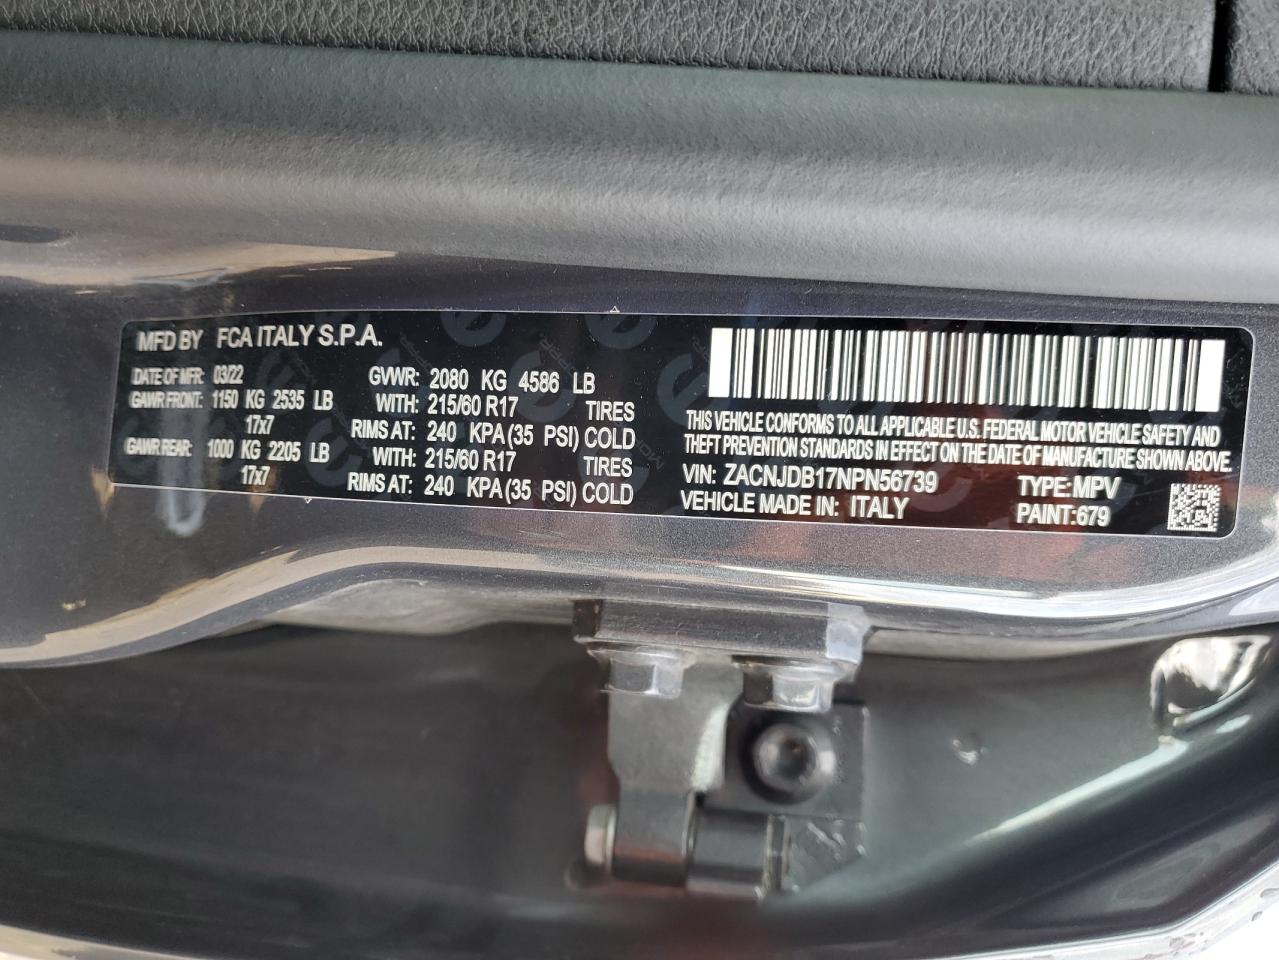 MFD BY FCA ITALY S.P.A.
DATE OF MFR: 03/22 GVWR: 2080 KG 4586 LB
GAWR FRONT: 1150 KG 2535 LB WITH: 215/60 R17 TIRES
17x7 RIMS AT: 240 KPA (35 PSI) COLD
GAWR REAR: 1000 KG 2205 LB WITH: 215/60 R17 TIRES
17x7 RIMS AT: 240 KPA (35 PSI) COLD
THIS VEHICLE CONFORMS TO ALL APPLICABLE U.S. FEDERAL MOTOR VEHICLE SAFETY AND
THEFT PREVENTION STANDARDS IN EFFECT ON THE DATE OF MANUFACTURE SHOWN ABOVE.
VIN: ZACNJDB17NPN56739 TYPE: MPV
VEHICLE MADE IN: ITALY PAINT:679